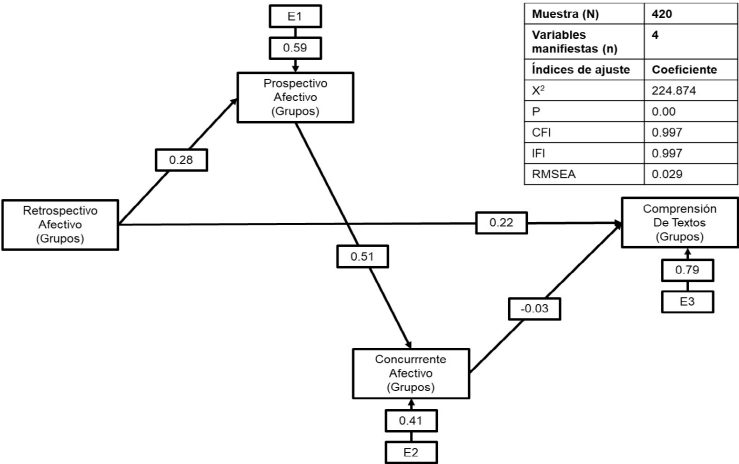 E1
0.59
Prospectivo
Afectivo
(Grupos)
0.28
Retrospectivo
Afectivo
(Grupos)
0.22
0.51
Comprensión
De Textos
(Grupos)
0.79
E3
-0.03
Concurrrente
Afectivo
(Grupos)
0.41
E2
Muestra (N) 420
Variables 4
manifiestas (n)
Índices de ajuste Coeficiente
X² 224.874
P 0.00
CFI 0.997
IFI 0.997
RMSEA 0.029